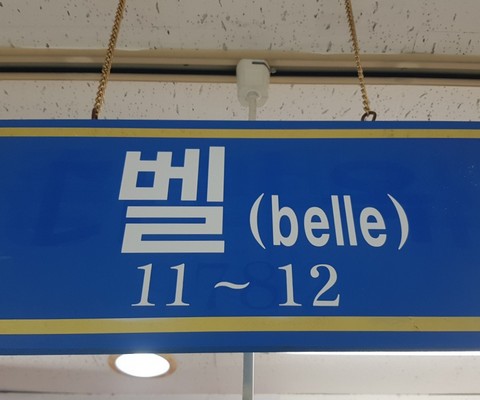 벨 (belle)
11 ~ 12